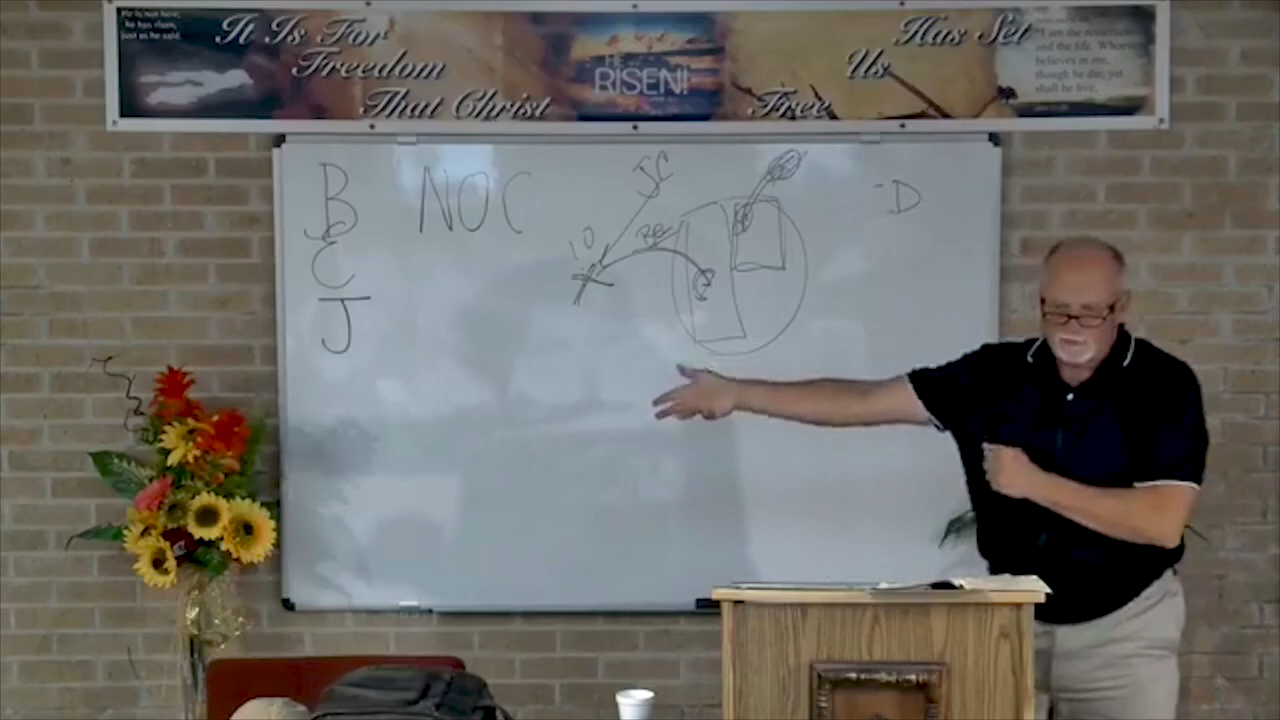 He is not here;
he has risen,
just as he said.
It Is For
Freedom
That Christ
HE IS
RISEN!
Has Set
Us
Free
"I am the resurrection
and the life. Whoever
believes in me,
though he die, yet
shall he live,
B
C
J
NOC
JC
10
D